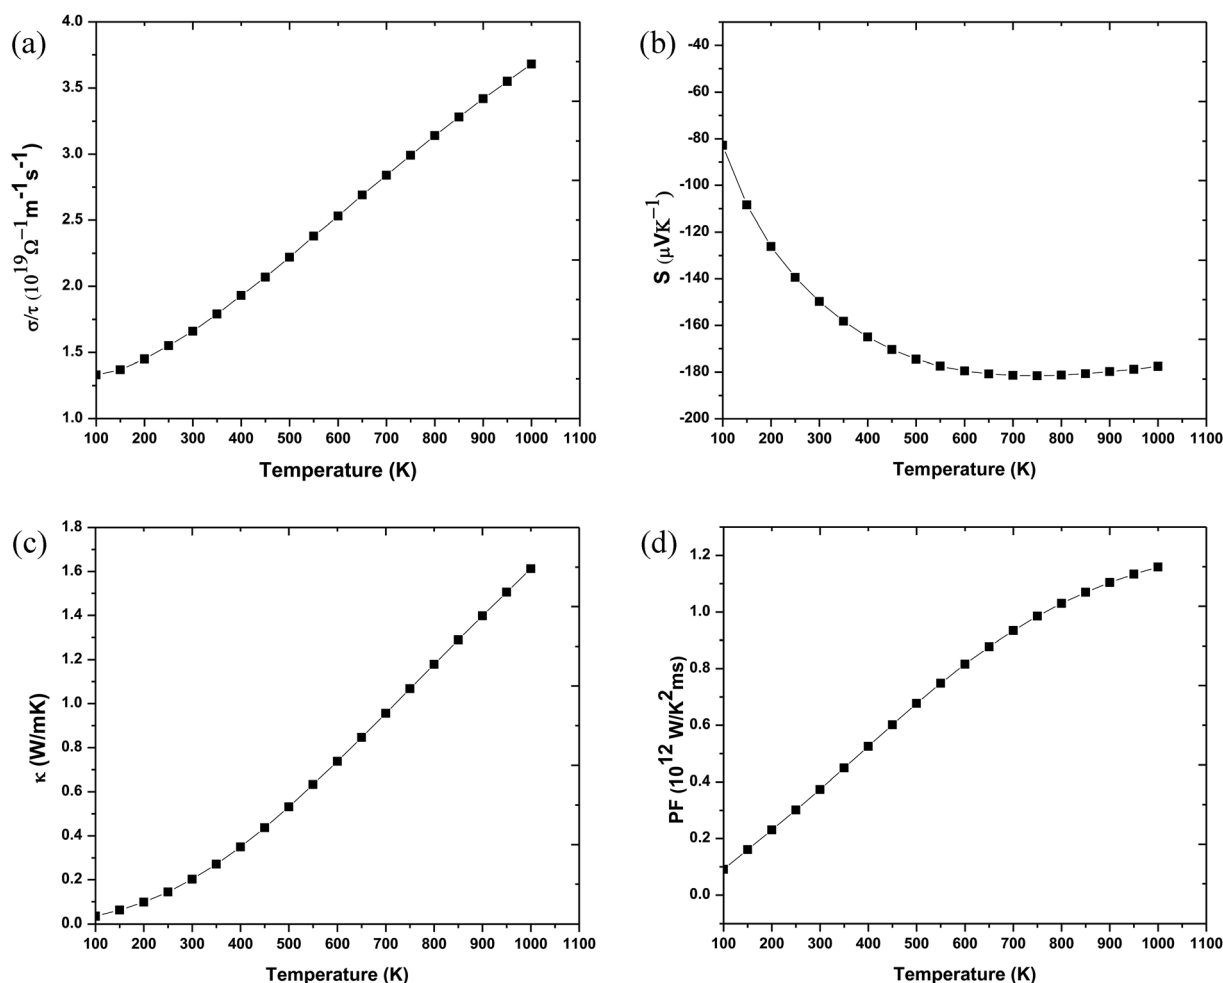 (a)
4.0
3.5
3.0
2.5
2.0
1.5
1.0
σ/τ (10¹⁹Ω⁻¹m⁻¹s⁻¹)
100 200 300 400 500 600 700 800 900 1000 1100
Temperature (K)
(b)
-40
-60
-80
-100
-120
-140
-160
-180
-200
S (μVK⁻¹)
100 200 300 400 500 600 700 800 900 1000 1100
Temperature (K)
(c)
1.8
1.6
1.4
1.2
1.0
0.8
0.6
0.4
0.2
0.0
κ (W/mK)
100 200 300 400 500 600 700 800 900 1000 1100
Temperature (K)
(d)
1.2
1.0
0.8
0.6
0.4
0.2
0.0
PF (10¹² W/K²ms)
100 200 300 400 500 600 700 800 900 1000 1100
Temperature (K)